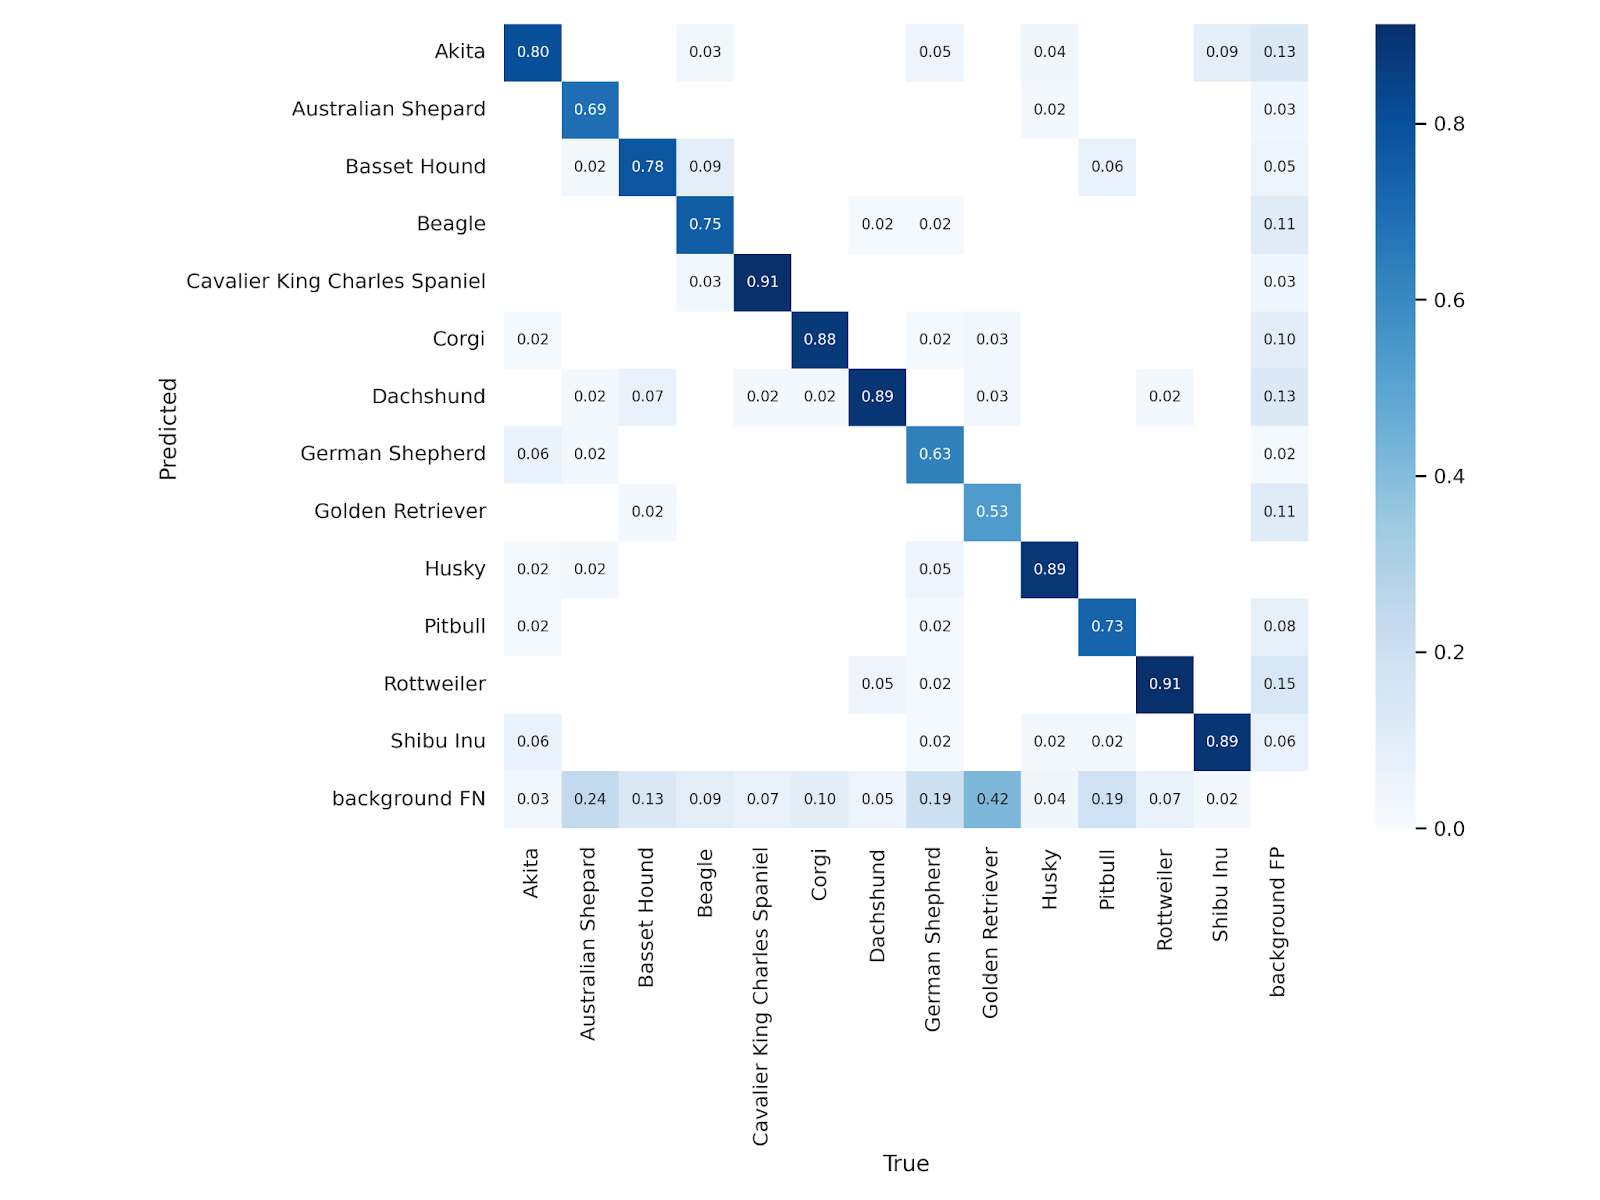 Akita 0.80 0.03 0.05 0.04 0.09 0.13
Australian Shepard 0.69 0.02 0.03
Basset Hound 0.02 0.78 0.09 0.06 0.05
Beagle 0.75 0.02 0.02 0.11
Cavalier King Charles Spaniel 0.03 0.91 0.03
Corgi 0.02 0.88 0.02 0.03 0.10
Dachshund 0.02 0.07 0.02 0.02 0.89 0.03 0.02 0.13
German Shepherd 0.06 0.02 0.63 0.02
Golden Retriever 0.02 0.53 0.11
Husky 0.02 0.02 0.05 0.89
Pitbull 0.02 0.02 0.73 0.08
Rottweiler 0.05 0.02 0.91 0.15
Shibu Inu 0.06 0.02 0.02 0.02 0.89 0.06
background FN 0.03 0.24 0.13 0.09 0.07 0.10 0.05 0.19 0.42 0.04 0.19 0.07 0.02
Predicted
Akita
Australian Shepard
Basset Hound
Beagle
Cavalier King Charles Spaniel
Corgi
Dachshund
German Shepherd
Golden Retriever
Husky
Pitbull
Rottweiler
Shibu Inu
background FP
True
0.8
0.6
0.4
0.2
0.0